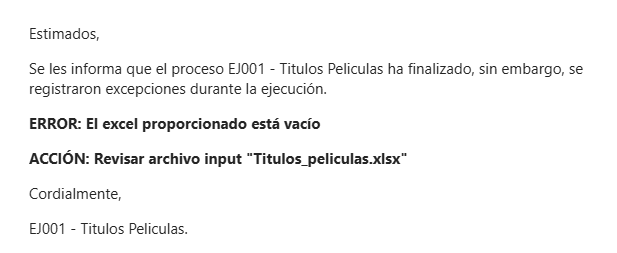 Estimados,
Se les informa que el proceso EJ001 - Titulos Peliculas ha finalizado, sin embargo, se
registraron excepciones durante la ejecución.
ERROR: El excel proporcionado está vacío
ACCIÓN: Revisar archivo input "Titulos_peliculas.xlsx"
Cordialmente,
EJ001 - Titulos Peliculas.